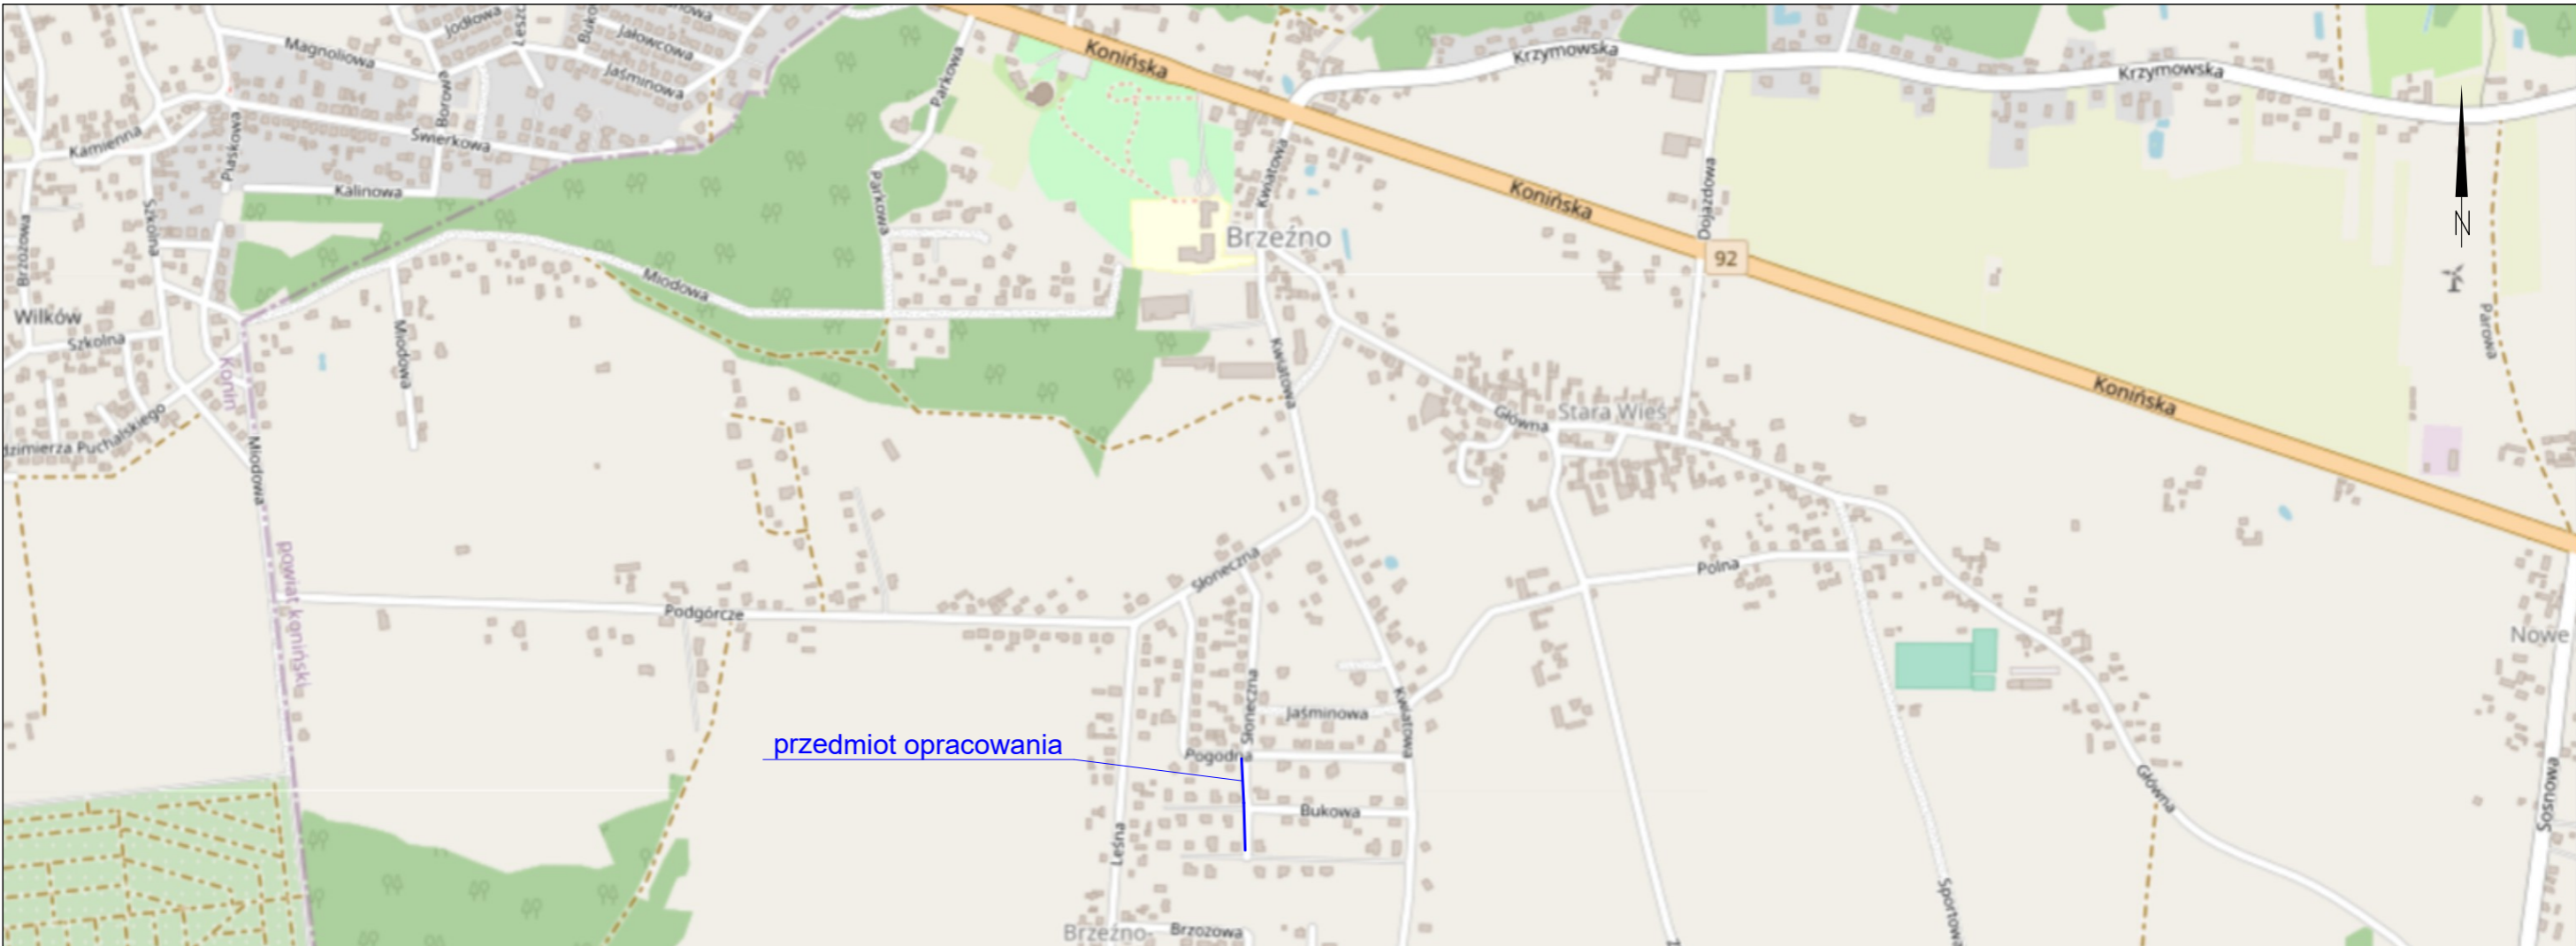 Jodłowa
Magnoliowa
Jałowcowa
Jaśminowa
Borowa
Parkowa
Konińska
Krzymowska
Krzymowska
Kamienna
Piaskowa
Świerkowa
Kalinowa
Szkolna
Brzozowa
Parkowa
Kwiatowa
Konińska
Dojazdowa
Brzeźno
92
N
Miodowa
Parowa
Wilków
Szkolna
Miodowa
Konin
Kwiatowa
Konińska
Główna
Stara Wieś
dzimierza Puchalskiego
Miodowa
powiat koniński
Słoneczna
Polna
Podgórcze
Nowe
Słoneczna
Jaśminowa
Kwiatowa
przedmiot opracowania
Pogodna
Główna
Sosnowa
Bukowa
Leśna
Sportowa
Brzeźno-
Brzozowa